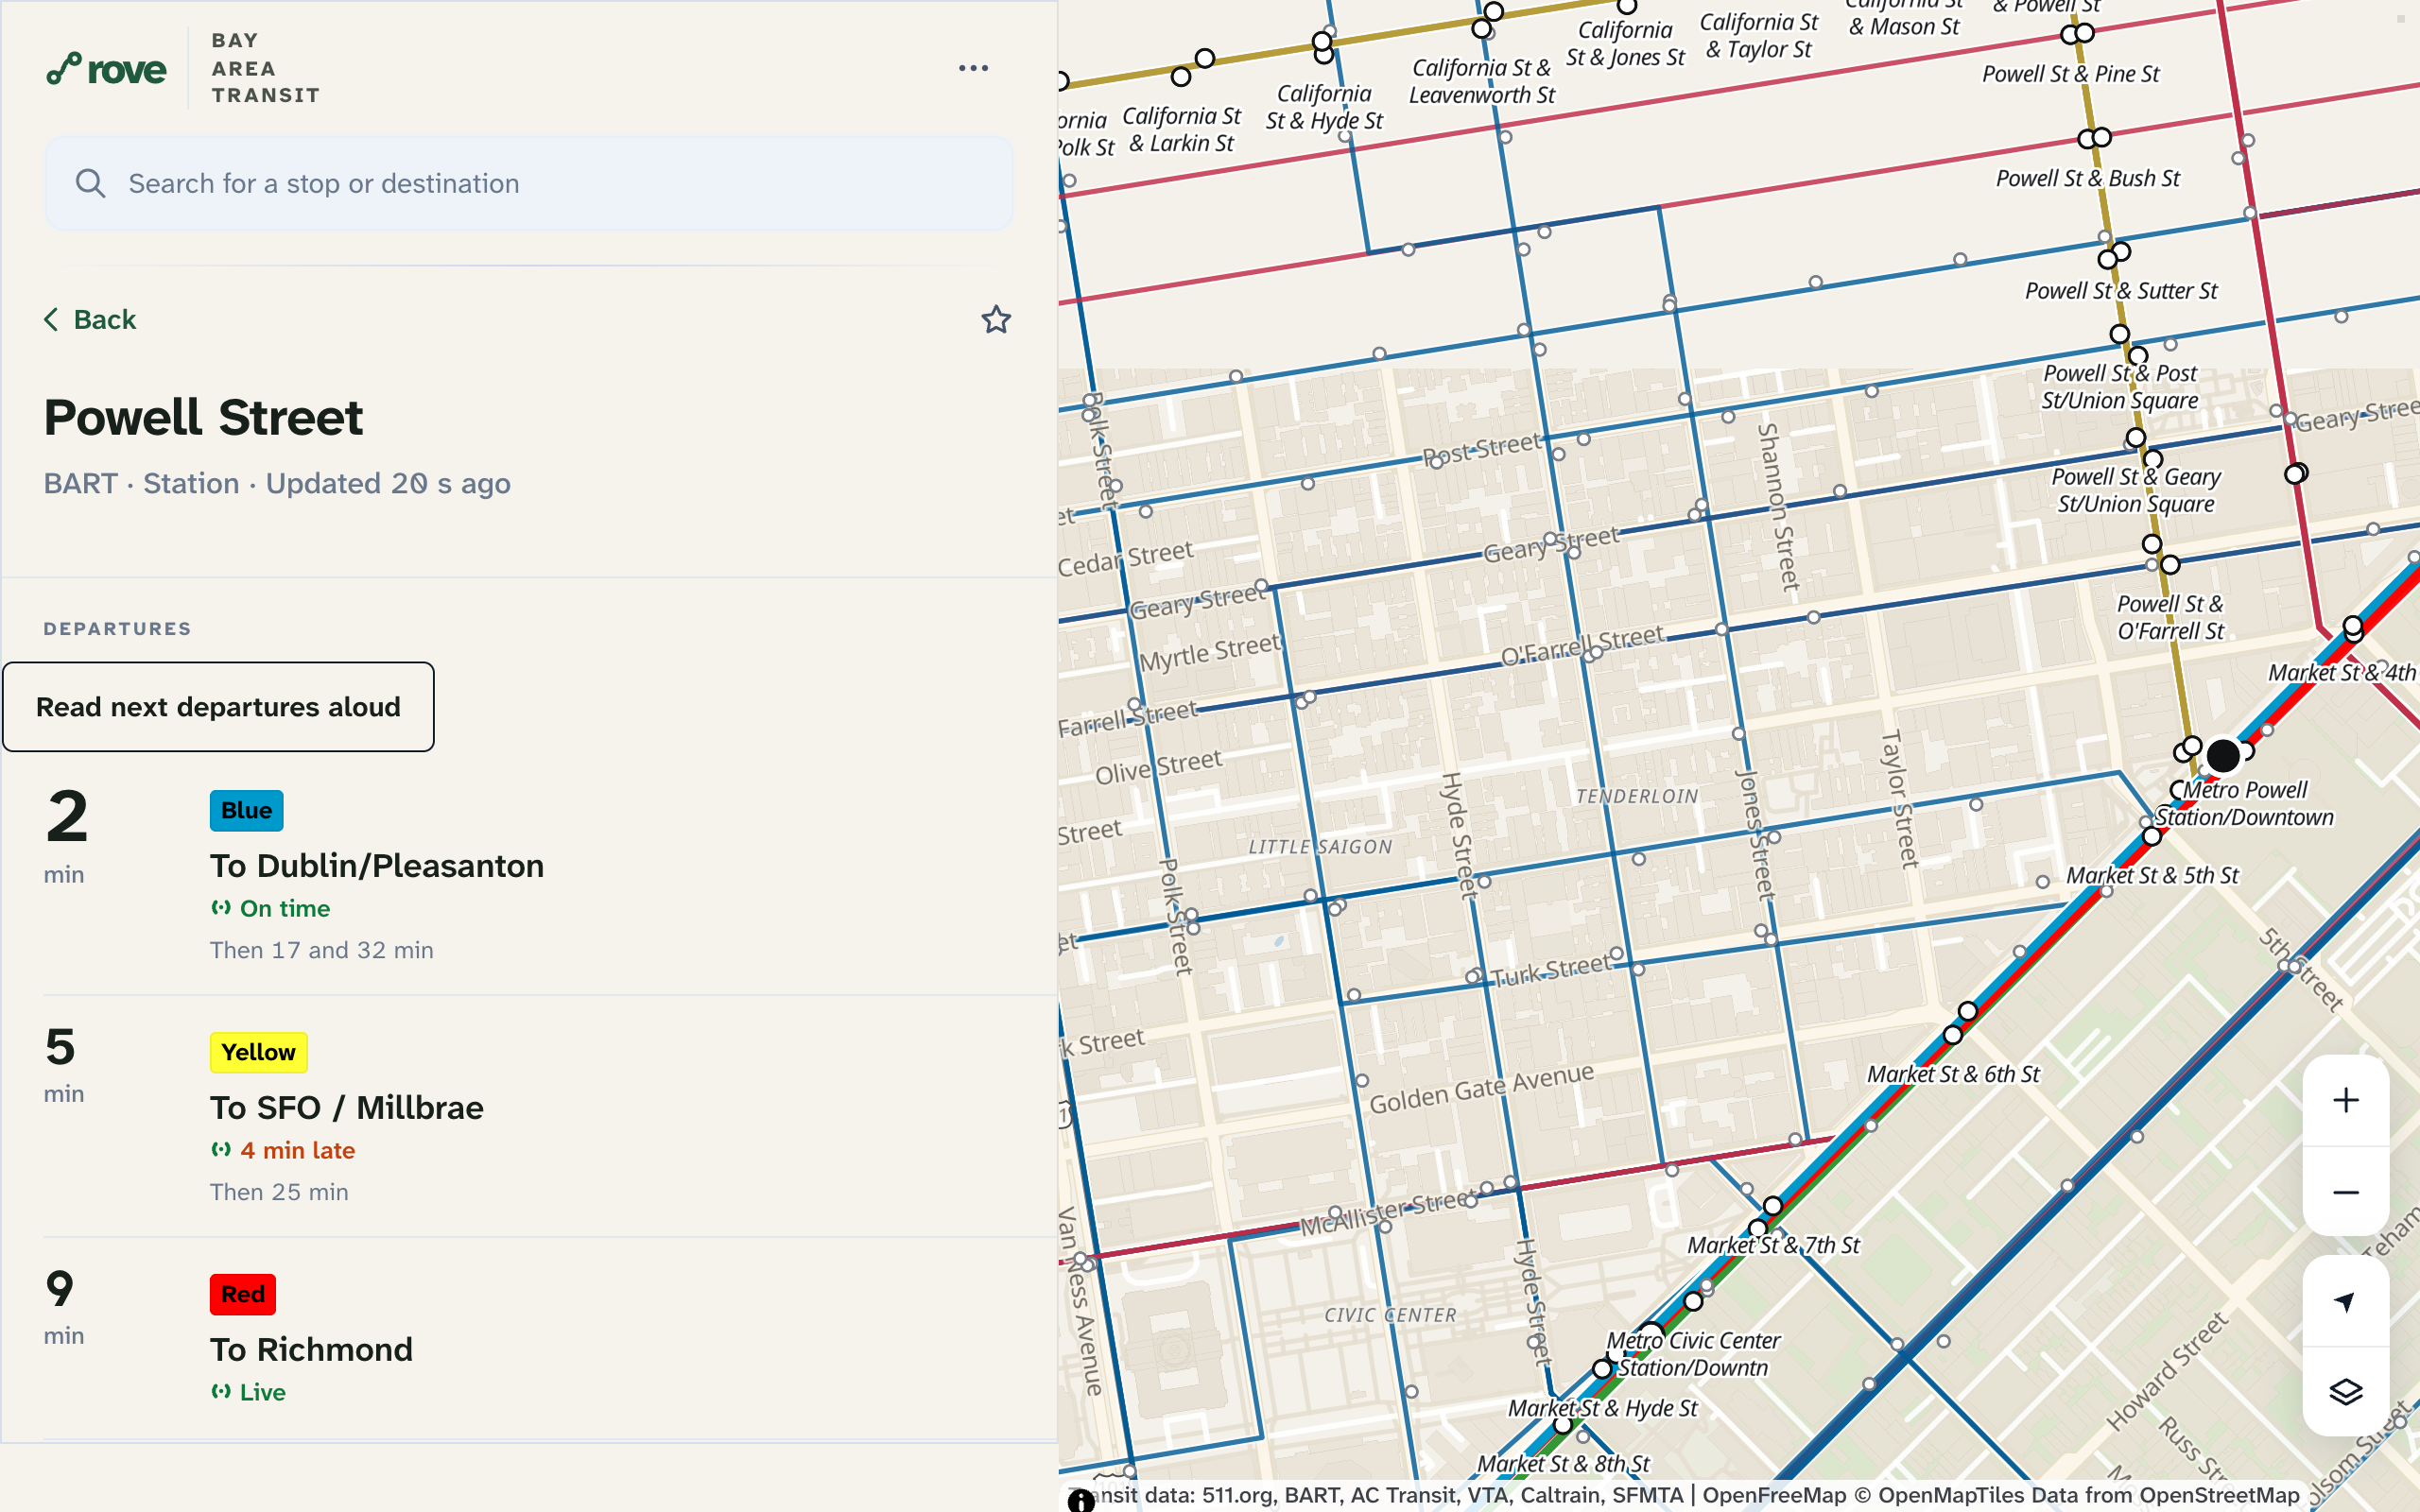 rove
BAY
AREA
TRANSIT
Search for a stop or destination
Back
Powell Street
BART · Station · Updated 20 s ago
DEPARTURES
Read next departures aloud
2
min
Blue
To Dublin/Pleasanton
On time
Then 17 and 32 min
5
min
Yellow
To SFO / Millbrae
4 min late
Then 25 min
9
min
Red
To Richmond
Live
California St
& Larkin St
California
St & Hyde St
California St &
Leavenworth St
California
St & Jones St
California St
& Taylor St
& Mason St
& Powell St
Powell St & Pine St
Powell St & Bush St
Powell St & Sutter St
Powell St & Post
St/Union Square
Powell St & Geary
St/Union Square
Powell St &
O'Farrell St
Market St & 4th
Metro Powell
Station/Downtown
Market St & 5th St
Market St & 6th St
Market St & 7th St
Metro Civic Center
Station/Downtn
Market St & Hyde St
Market St & 8th St
Polk Street
Post Street
Shannon Street
Cedar Street
Geary Street
Geary Street
Myrtle Street
O'Farrell Street
Farrell Street
Olive Street
Street
Hyde Street
Jones Street
Taylor Street
TENDERLOIN
LITTLE SAIGON
Polk Street
Turk Street
5th Street
Golden Gate Avenue
McAllister Street
Van Ness Avenue
CIVIC CENTER
Hyde Street
Howard Street
Transit data: 511.org, BART, AC Transit, VTA, Caltrain, SFMTA | OpenFreeMap © OpenMapTiles Data from OpenStreetMap